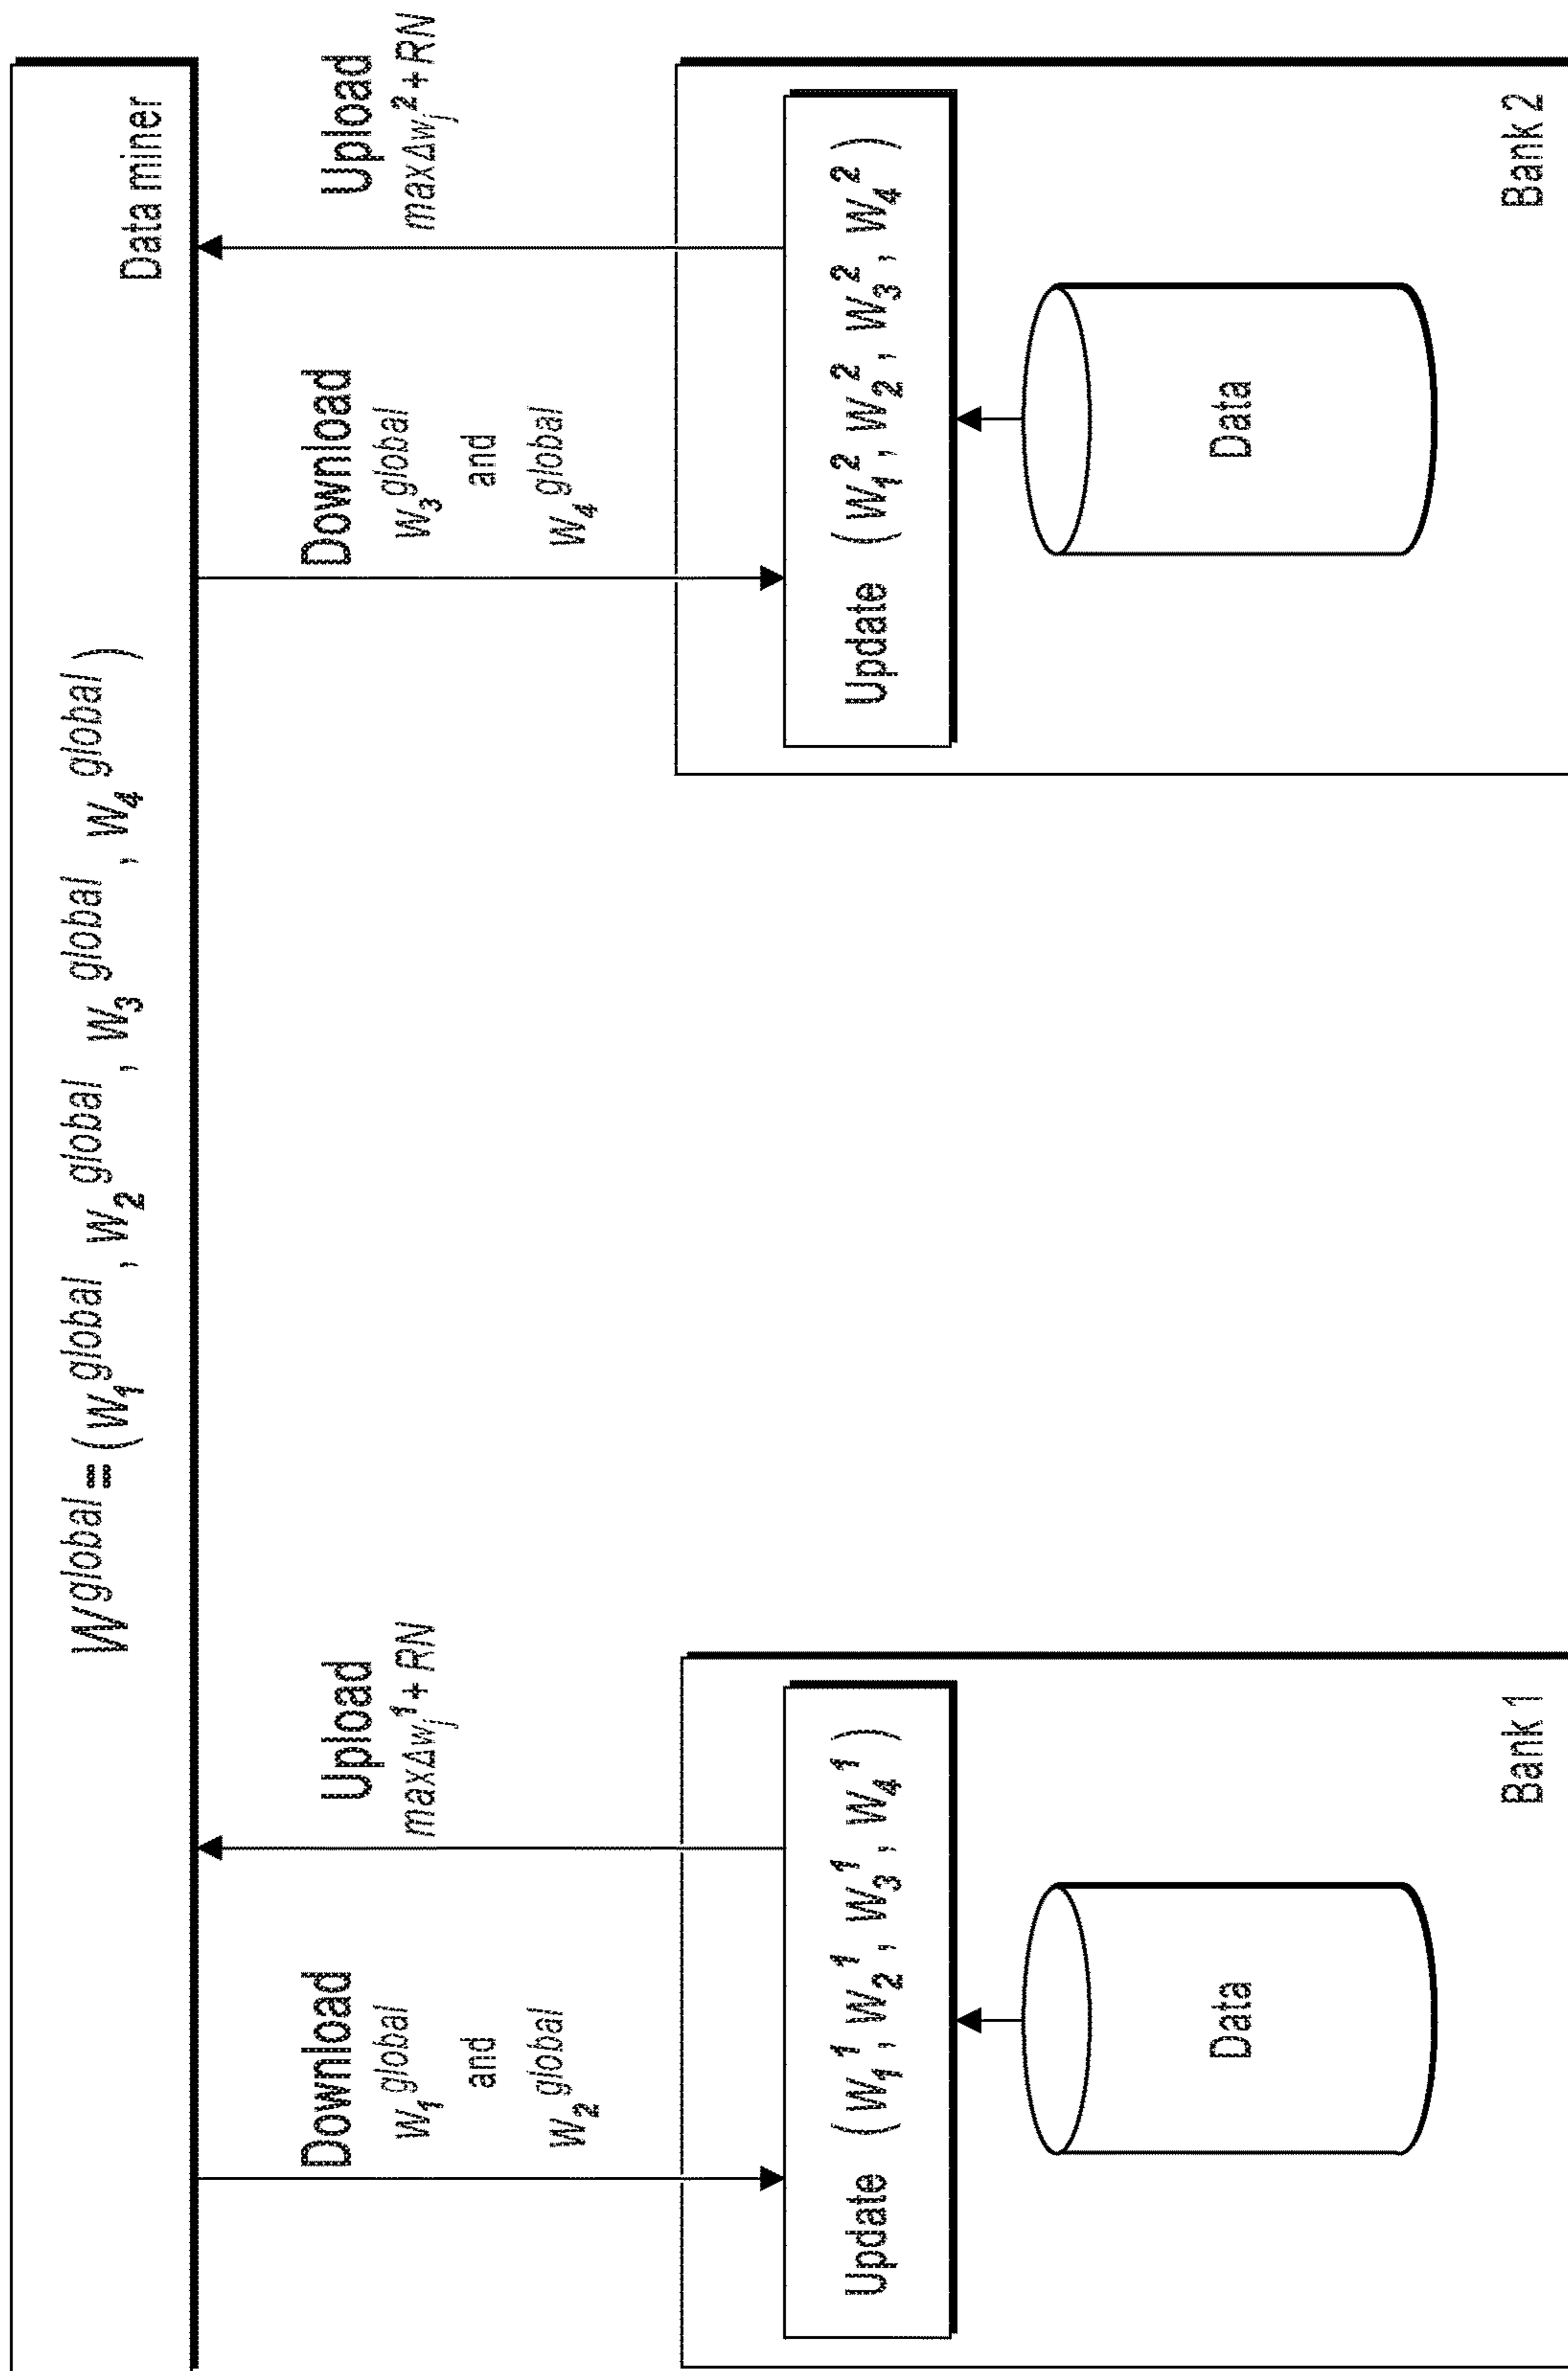 W^global = (w_1^global, w_2^global, w_3^global, w_4^global)
Data miner
Download
w_1^global
and
w_2^global
Upload
maxΔw_j^1+RN
Download
w_3^global
and
w_4^global
Upload
maxΔw_j^2+RN
Update (w_1^1, w_2^1, w_3^1, w_4^1)
Data
Bank 1
Update (w_1^2, w_2^2, w_3^2, w_4^2)
Data
Bank 2